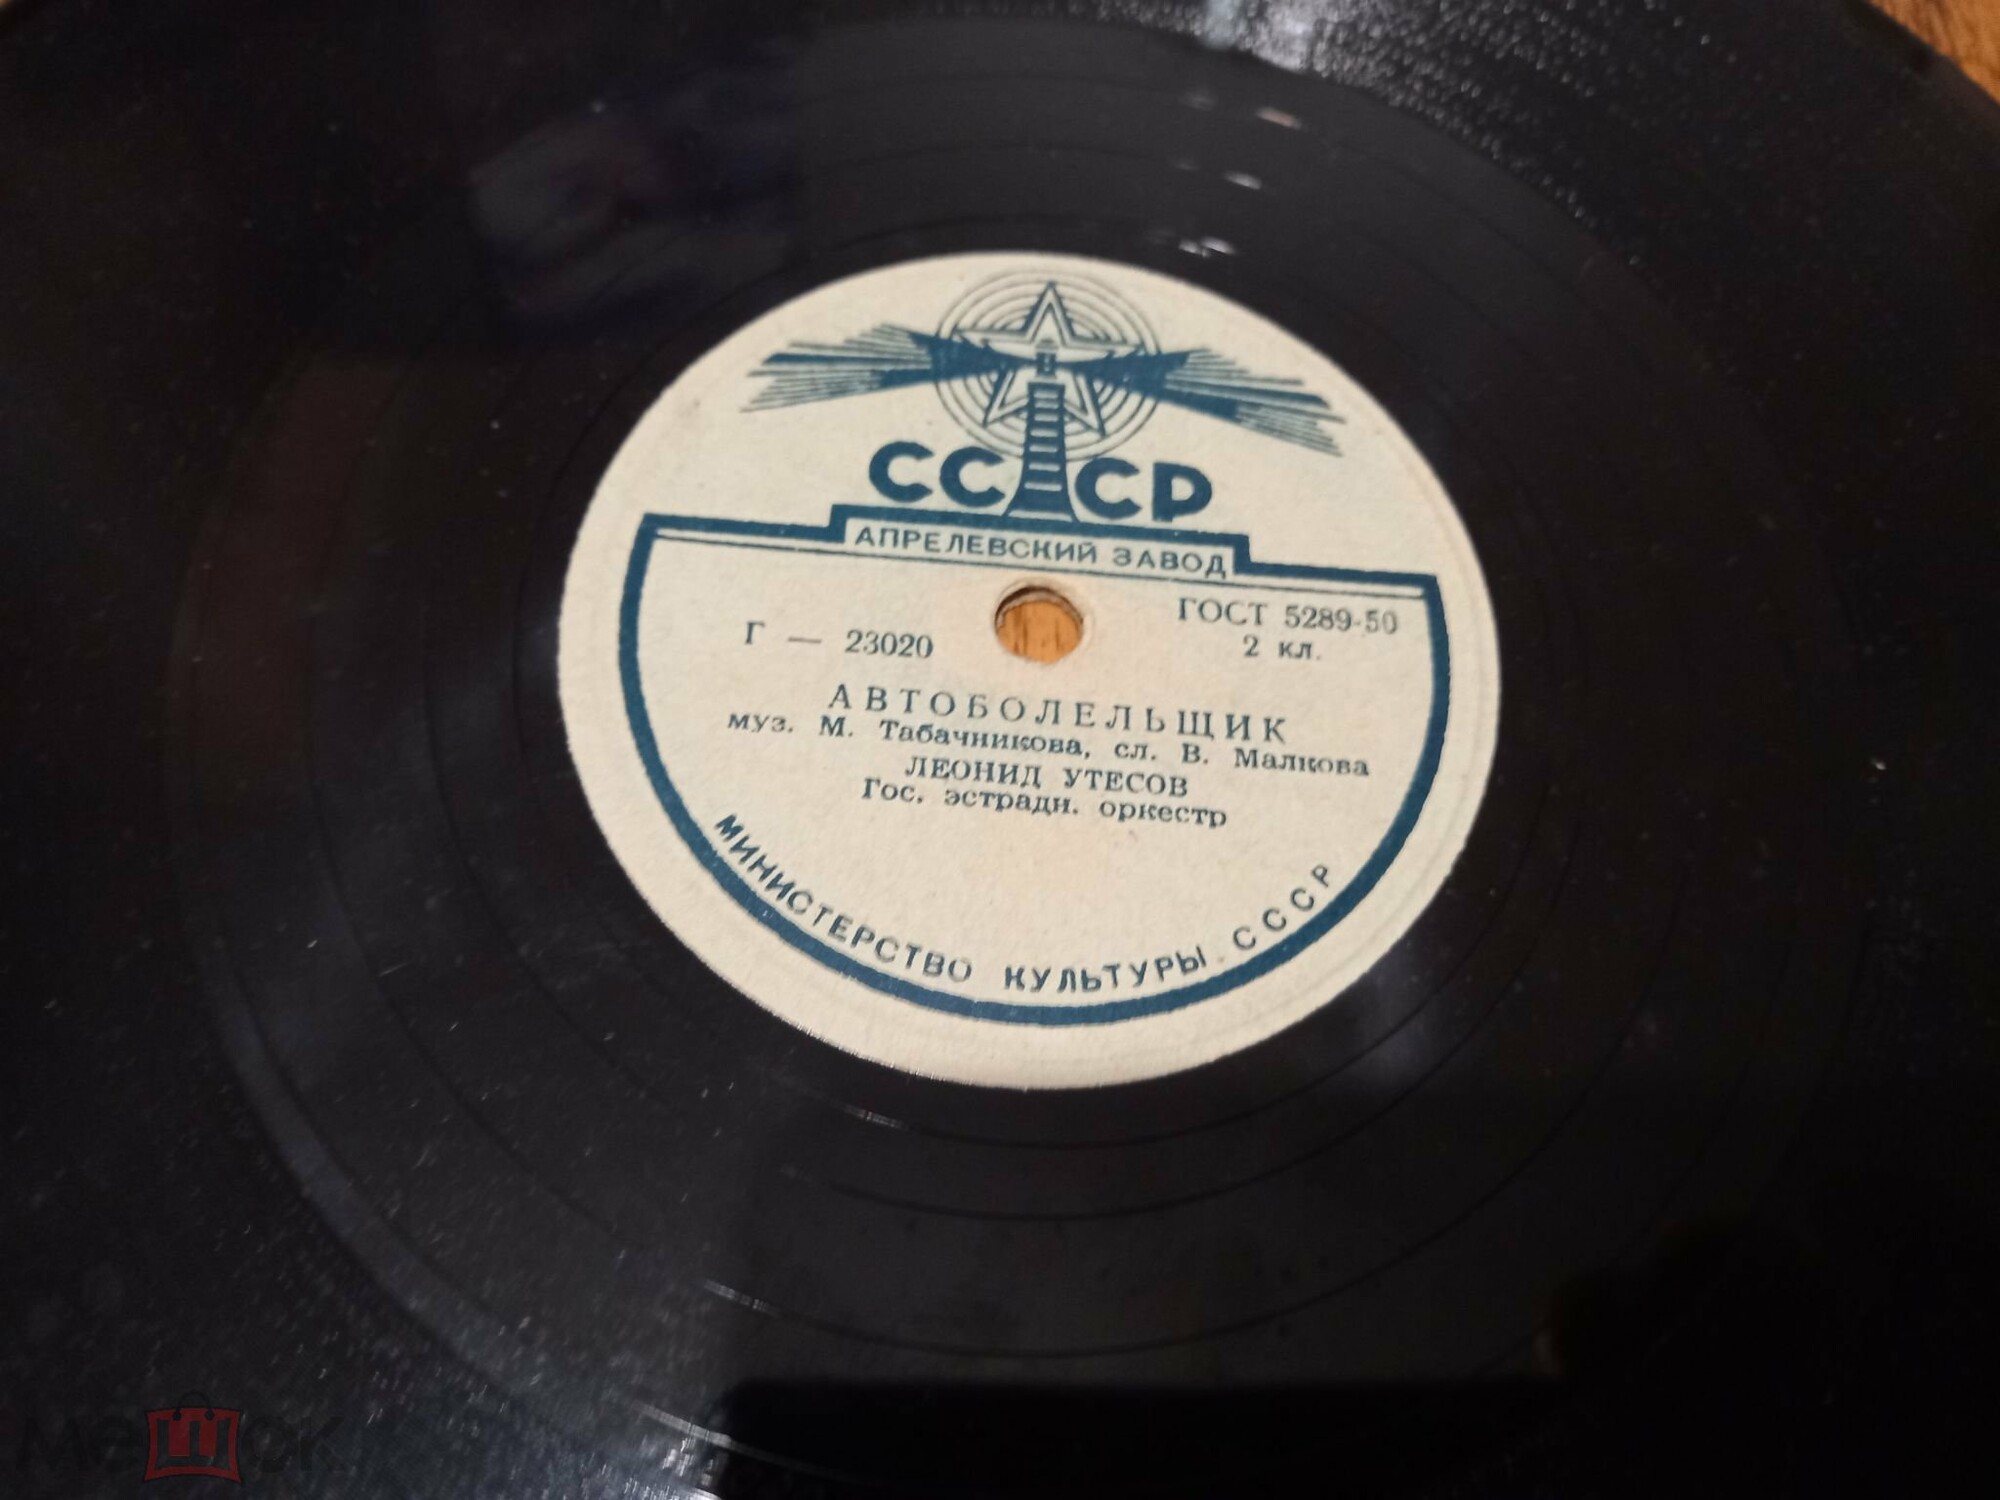 СССР
АПРЕЛЕВСКИЙ ЗАВОД
ГОСТ 5289-50
Г — 23020
2 кл.
АВТОБОЛЕЛЬЩИК
муз. М. Табачникова, сл. В. Малкова
ЛЕОНИД УТЕСОВ
Гос. эстрадн. оркестр
МИНИСТЕРСТВО КУЛЬТУРЫ СССР
мешок